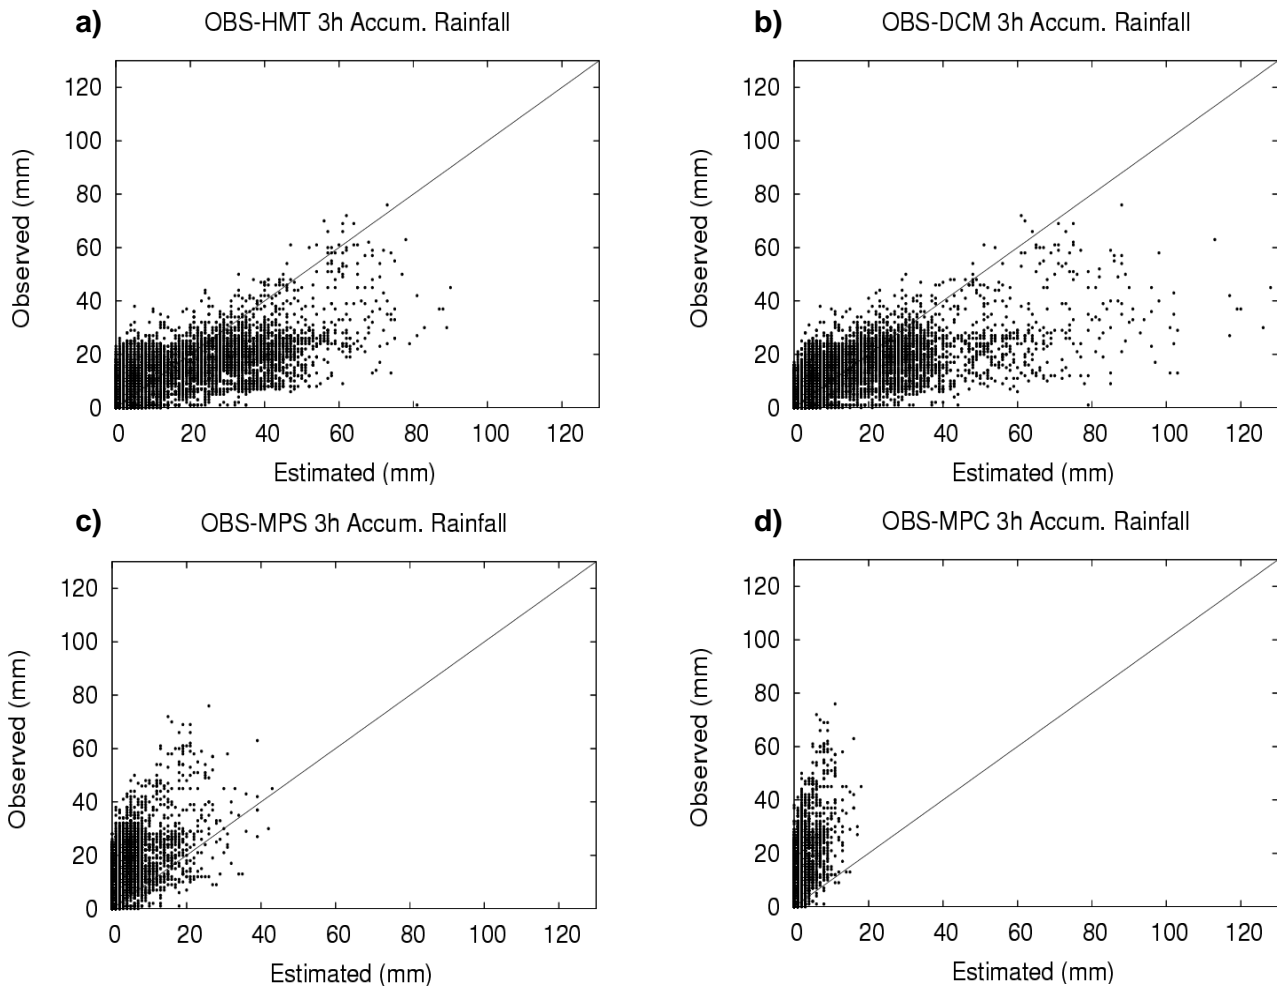 a) OBS-HMT 3h Accum. Rainfall
Observed (mm)
120
100
80
60
40
20
0
0 20 40 60 80 100 120
Estimated (mm)
b) OBS-DCM 3h Accum. Rainfall
Observed (mm)
120
100
80
60
40
20
0
0 20 40 60 80 100 120
Estimated (mm)
c) OBS-MPS 3h Accum. Rainfall
Observed (mm)
120
100
80
60
40
20
0
0 20 40 60 80 100 120
Estimated (mm)
d) OBS-MPC 3h Accum. Rainfall
Observed (mm)
120
100
80
60
40
20
0
0 20 40 60 80 100 120
Estimated (mm)